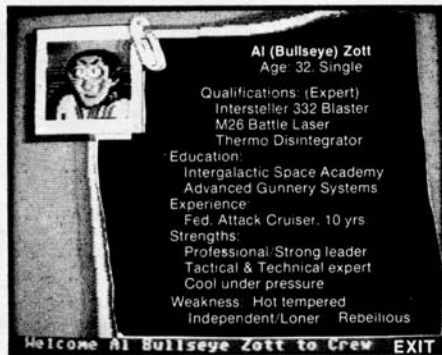 Al (Bullseye) Zott
Age: 32. Single
Qualifications: (Expert)
Intersteller 332 Blaster
M26 Battle Laser
Thermo Disintegrator
Education:
Intergalactic Space Academy
Advanced Gunnery Systems
Experience:
Fed. Attack Cruiser. 10 yrs.
Strengths:
Professional/Strong leader
Tactical & Technical expert
Cool under pressure
Weakness: Hot tempered
Independent/Loner Rebellious
Welcome Al Bullseye Zott to Crew EXIT